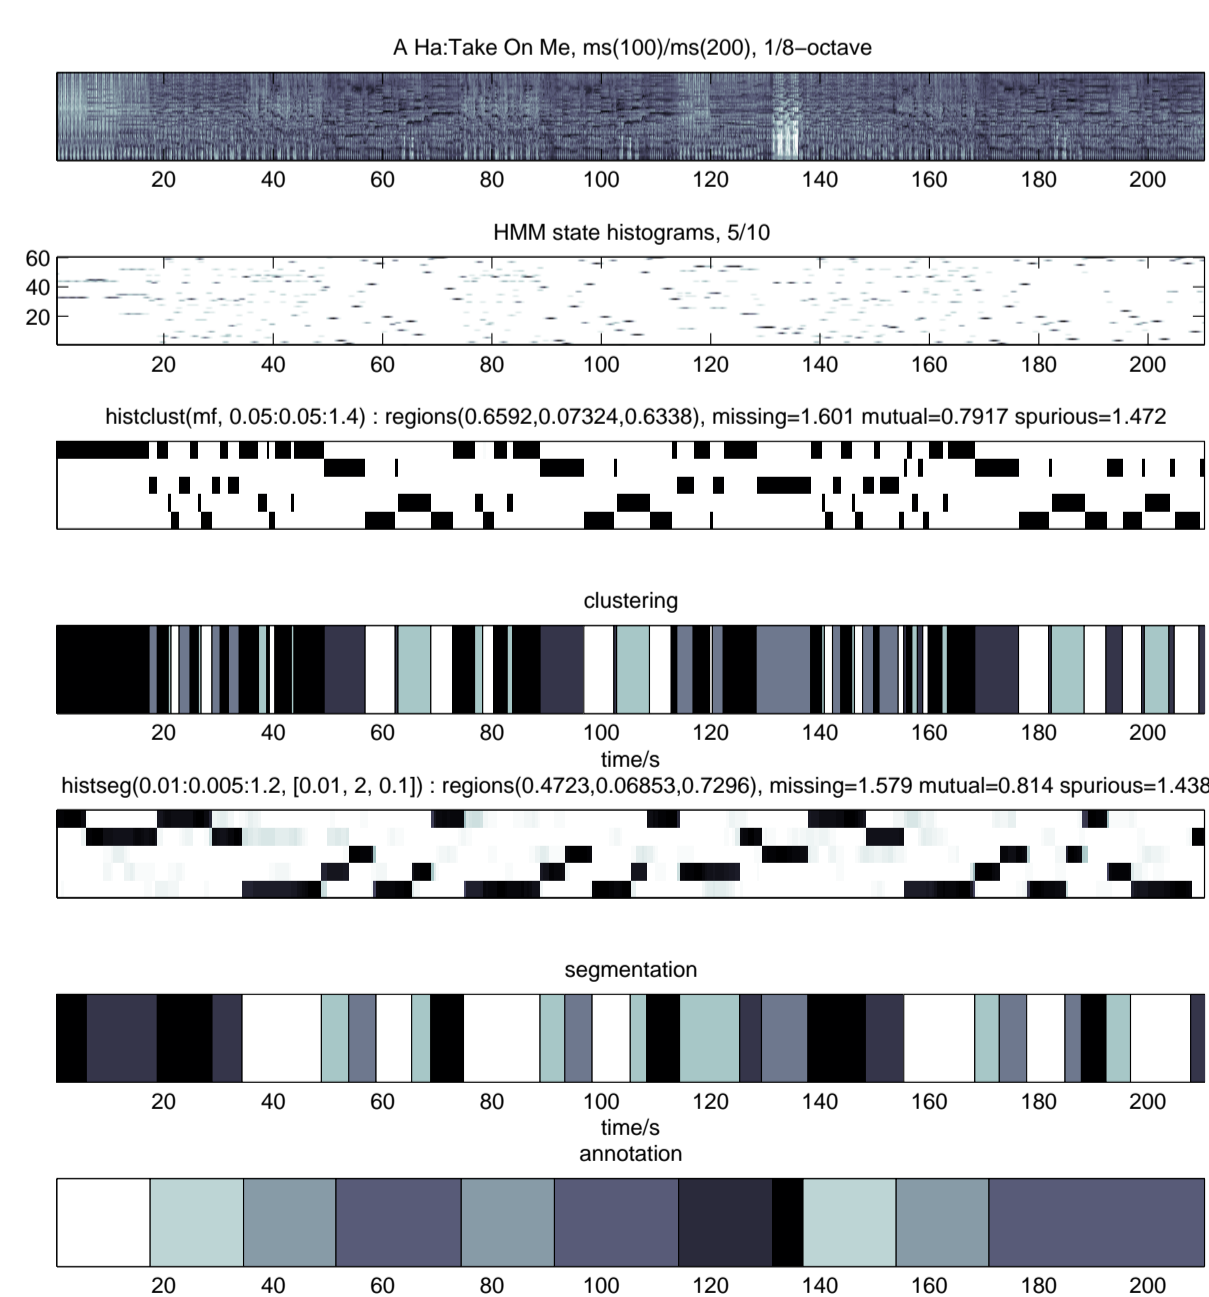 A Ha:Take On Me, ms(100)/ms(200), 1/8−octave
20 40 60 80 100 120 140 160 180 200
HMM state histograms, 5/10
60
40
20
20 40 60 80 100 120 140 160 180 200
histclust(mf, 0.05:0.05:1.4) : regions(0.6592,0.07324,0.6338), missing=1.601 mutual=0.7917 spurious=1.472
clustering
20 40 60 80 100 120 140 160 180 200
time/s
histseg(0.01:0.005:1.2, [0.01, 2, 0.1]) : regions(0.4723,0.06853,0.7296), missing=1.579 mutual=0.814 spurious=1.438
segmentation
20 40 60 80 100 120 140 160 180 200
time/s
annotation
20 40 60 80 100 120 140 160 180 200